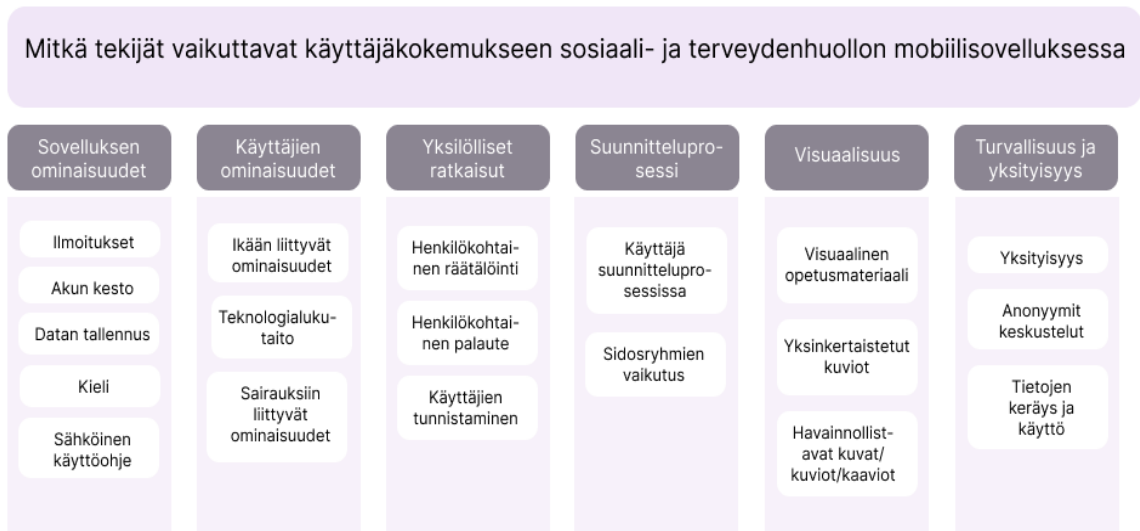 Mitkä tekijät vaikuttavat käyttäjäkokemukseen sosiaali- ja terveydenhuollon mobiilisovelluksessa
Sovelluksen
ominaisuudet
Ilmoitukset
Akun kesto
Datan tallennus
Kieli
Sähköinen
käyttöohje
Käyttäjien
ominaisuudet
Ikään liittyvät
ominaisuudet
Teknologialuku-
taito
Sairauksiin
liittyvät
ominaisuudet
Yksilölliset
ratkaisut
Henkilökohtai-
nen räätälöinti
Henkilökohtai-
nen palaute
Käyttäjien
tunnistaminen
Suunnittelupro-
sessi
Käyttäjä
suunnittelupro-
sessissa
Sidosryhmien
vaikutus
Visuaalisuus
Visuaalinen
opetusmateriaali
Yksinkertaistetut
kuviot
Havainnollist-
avat kuvat/
kuviot/kaaviot
Turvallisuus ja
yksityisyys
Yksityisyys
Anonyymit
keskustelut
Tietojen
keräys ja
käyttö